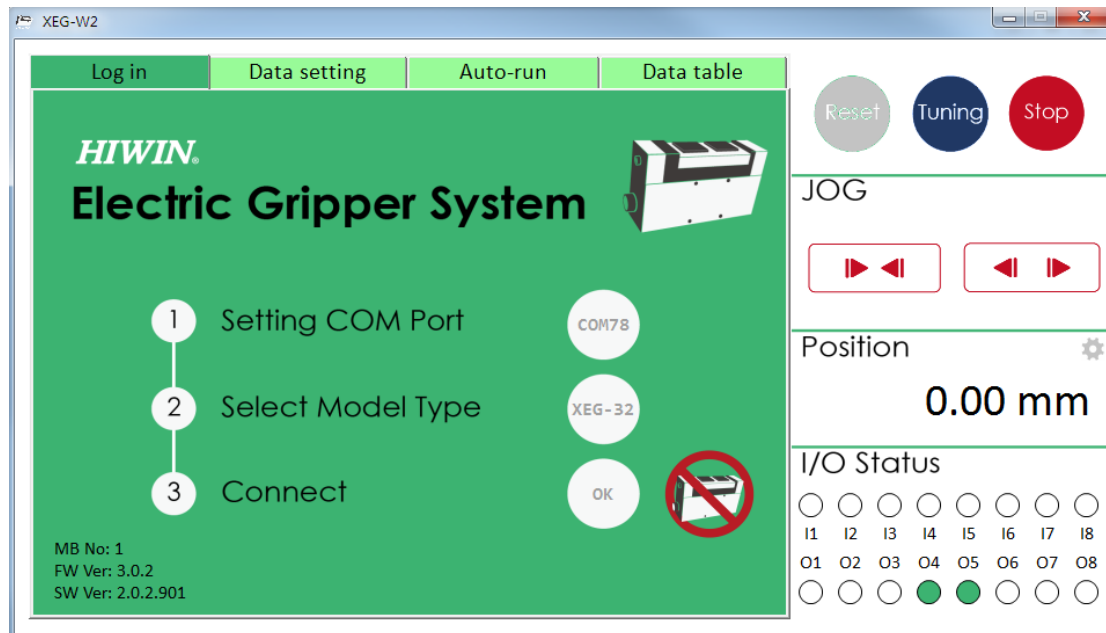 XEG-W2
Log in Data setting Auto-run Data table
HIWIN®
Electric Gripper System
1 Setting COM Port COM78
2 Select Model Type XEG-32
3 Connect OK
MB No: 1
FW Ver: 3.0.2
SW Ver: 2.0.2.901
Reset Tuning Stop
JOG
Position
0.00 mm
I/O Status
I1 I2 I3 I4 I5 I6 I7 I8
O1 O2 O3 O4 O5 O6 O7 O8